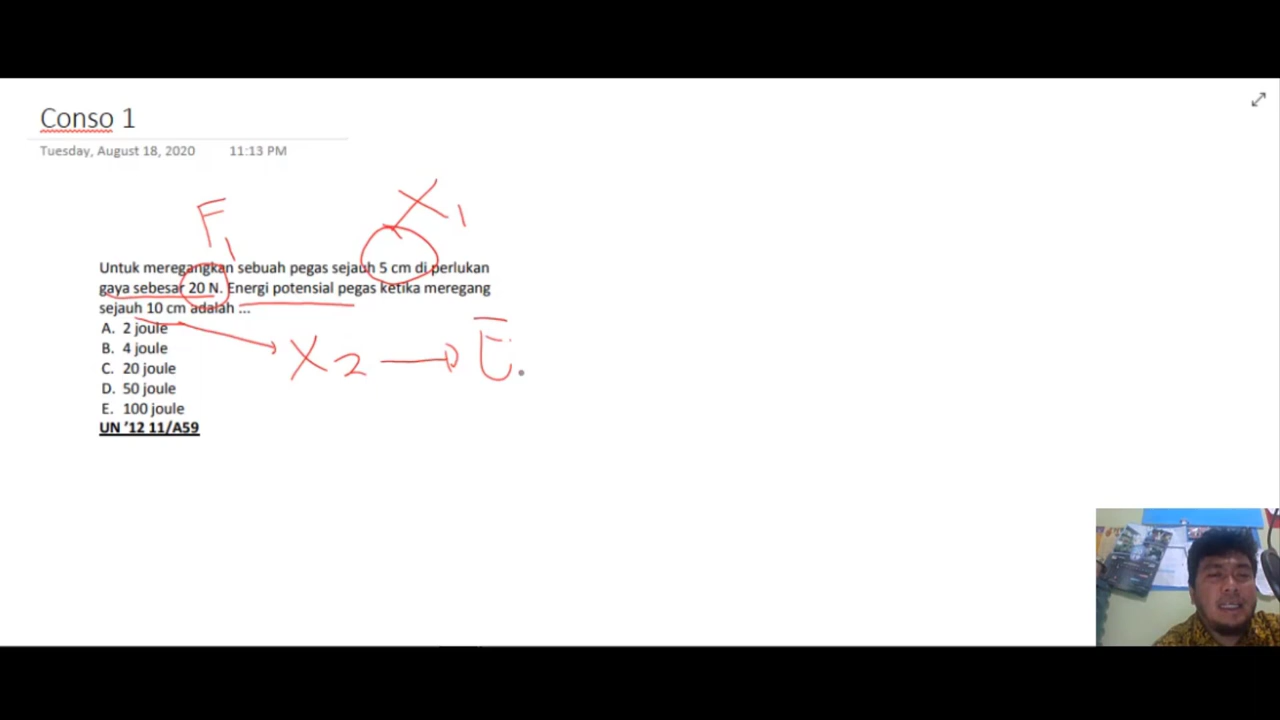 Conso 1
Tuesday, August 18, 2020 11:13 PM
F1
X1
Untuk meregangkan sebuah pegas sejauh 5 cm di perlukan
gaya sebesar 20 N. Energi potensial pegas ketika meregang
sejauh 10 cm adalah ...
A. 2 joule
B. 4 joule
C. 20 joule
D. 50 joule
E. 100 joule
UN '12 11/A59
X2 → E